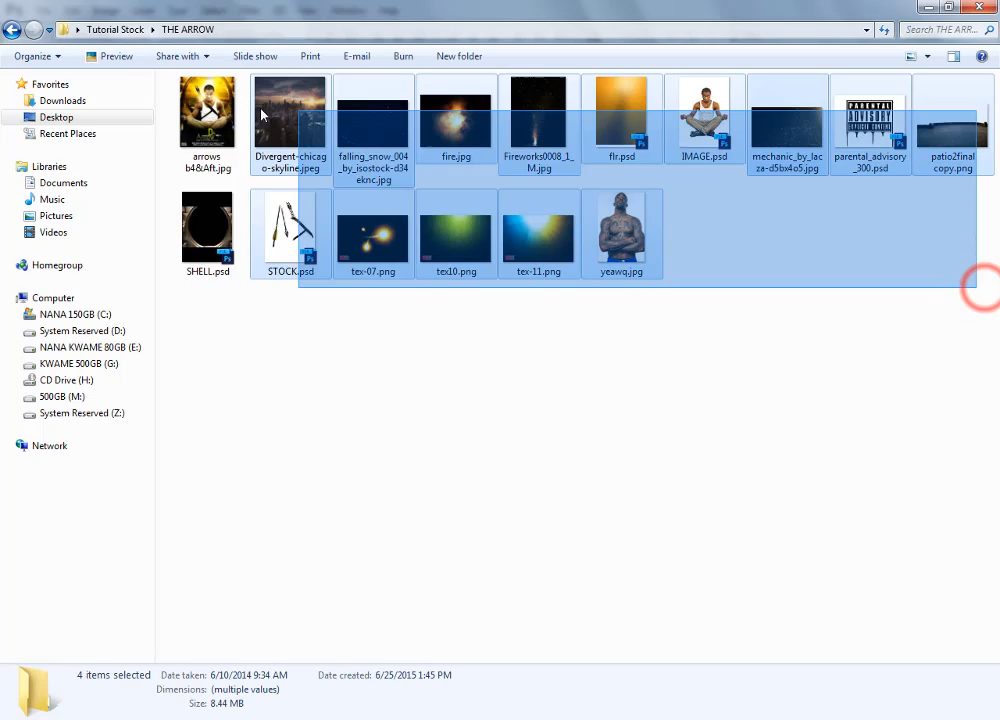 Tutorial Stock THE ARROW Search THE ARR...
Organize Preview Share with Slide show Print E-mail Burn New folder
Favorites
Downloads
Desktop
Recent Places
Libraries
Documents
Music
Pictures
Videos
Homegroup
Computer
NANA 150GB (C:)
System Reserved (D:)
NANA KWAME 80GB (E:)
KWAME 500GB (G:)
CD Drive (H:)
500GB (M:)
System Reserved (Z:)
Network
arrows
b4&Aft.jpg
Divergent-chicag
o-skyline.jpeg
falling_snow_004
_by_isostock-d34
eknc.jpg
fire.jpg
Fireworks0008_1_
M.jpg
flr.psd
IMAGE.psd
mechanic_by_lac
za-d5bx4o5.jpg
PARENTAL
ADVISORY
EXPLICIT CONTENT
parental_advisory
_300.psd
patio2final
copy.png
SHELL.psd
STOCK.psd
tex-07.png
tex10.png
tex-11.png
yeawq.jpg
4 items selected Date taken: 6/10/2014 9:34 AM Date created: 6/25/2015 1:45 PM
Dimensions: (multiple values)
Size: 8.44 MB